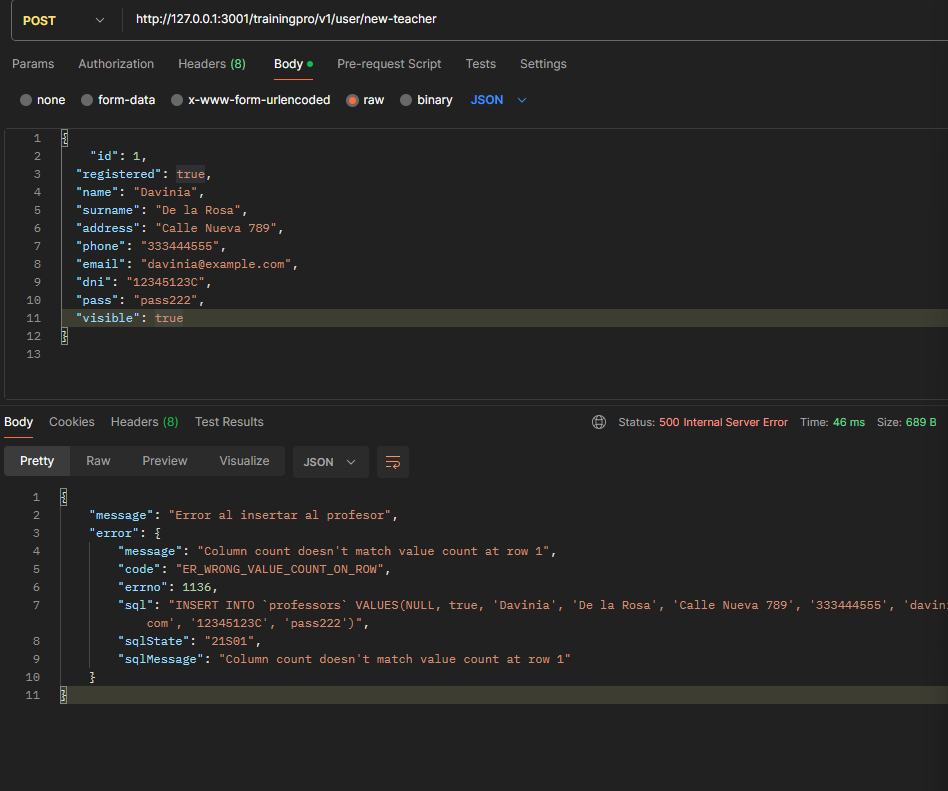 POST http://127.0.0.1:3001/trainingpro/v1/user/new-teacher
Params Authorization Headers (8) Body Pre-request Script Tests Settings
none form-data x-www-form-urlencoded raw binary JSON
1 {
2 "id": 1,
3 "registered": true,
4 "name": "Davinia",
5 "surname": "De la Rosa",
6 "address": "Calle Nueva 789",
7 "phone": "333444555",
8 "email": "davinia@example.com",
9 "dni": "12345123C",
10 "pass": "pass222",
11 "visible": true
12 }
13
Body Cookies Headers (8) Test Results Status: 500 Internal Server Error Time: 46 ms Size: 689 B
Pretty Raw Preview Visualize JSON
1 {
2 "message": "Error al insertar al profesor",
3 "error": {
4 "message": "Column count doesn't match value count at row 1",
5 "code": "ER_WRONG_VALUE_COUNT_ON_ROW",
6 "errno": 1136,
7 "sql": "INSERT INTO `professors` VALUES(NULL, true, 'Davinia', 'De la Rosa', 'Calle Nueva 789', '333444555', 'davin
com', '12345123C', 'pass222')",
8 "sqlState": "21S01",
9 "sqlMessage": "Column count doesn't match value count at row 1"
10 }
11 }